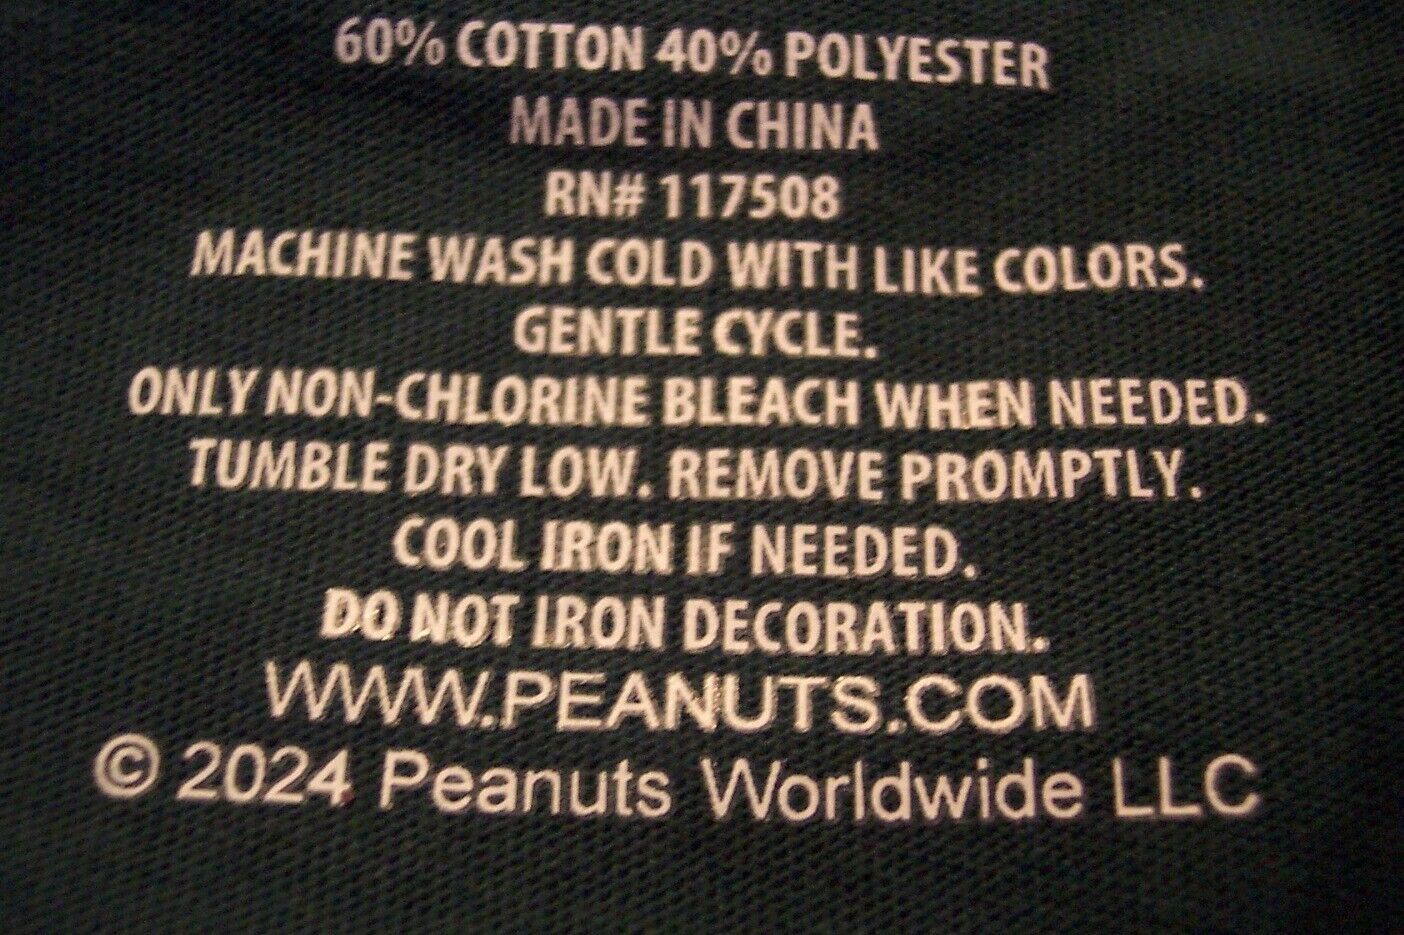 60% COTTON 40% POLYESTER
MADE IN CHINA
RN# 117508
MACHINE WASH COLD WITH LIKE COLORS.
GENTLE CYCLE.
ONLY NON-CHLORINE BLEACH WHEN NEEDED.
TUMBLE DRY LOW. REMOVE PROMPTLY.
COOL IRON IF NEEDED.
DO NOT IRON DECORATION.
WWW.PEANUTS.COM
© 2024 Peanuts Worldwide LLC